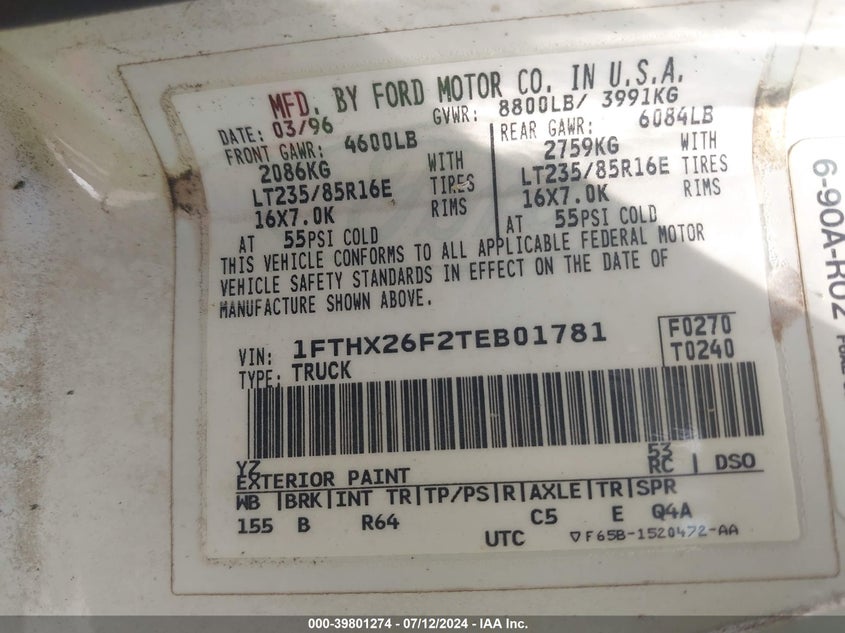 MFD. BY FORD MOTOR CO. IN U.S.A.
DATE: 03/96 GVWR: 8800LB/ 3991KG
FRONT GAWR: 4600LB REAR GAWR: 6084LB
2086KG WITH 2759KG WITH
LT235/85R16E TIRES LT235/85R16E TIRES
16X7.0K RIMS 16X7.0K RIMS
AT 55PSI COLD AT 55PSI COLD
THIS VEHICLE CONFORMS TO ALL APPLICABLE FEDERAL MOTOR
VEHICLE SAFETY STANDARDS IN EFFECT ON THE DATE OF
MANUFACTURE SHOWN ABOVE.
VIN: 1FTHX26F2TEB01781 F0270
TYPE: TRUCK T0240
YZ 53
EXTERIOR PAINT RC DSO
WB BRK INT TR TP/PS R AXLE TR SPR
155 B R64 C5 E Q4A
UTC ▽F65B-1520472-AA
6-90A-R02
000-39801274 - 07/12/2024 - IAA Inc.